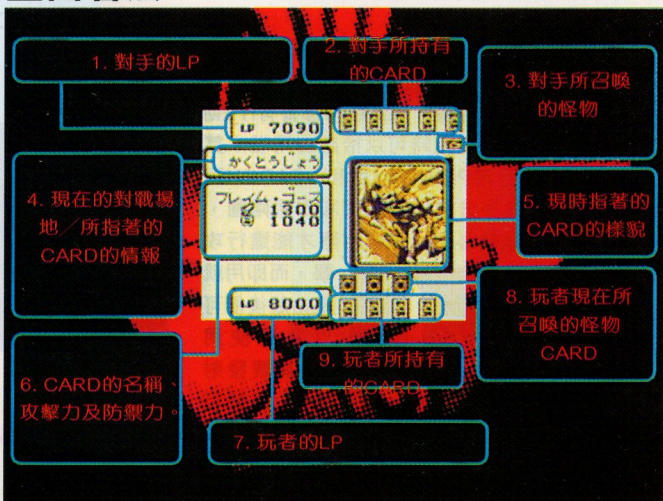 1. 對手的LP
2. 對手所持有
的CARD
3. 對手所召喚
的怪物
4. 現在的對戰場
地／所指著的
CARD的情報
5. 現時指著的
CARD的樣貌
6. CARD的名稱、
攻擊力及防禦力。
7. 玩者的LP
8. 玩者現在所
召喚的怪物
CARD
9. 玩者所持有
的CARD
LP 7090
かくとうじょう
フレイム・ゴースト
1300
1040
LP 8000